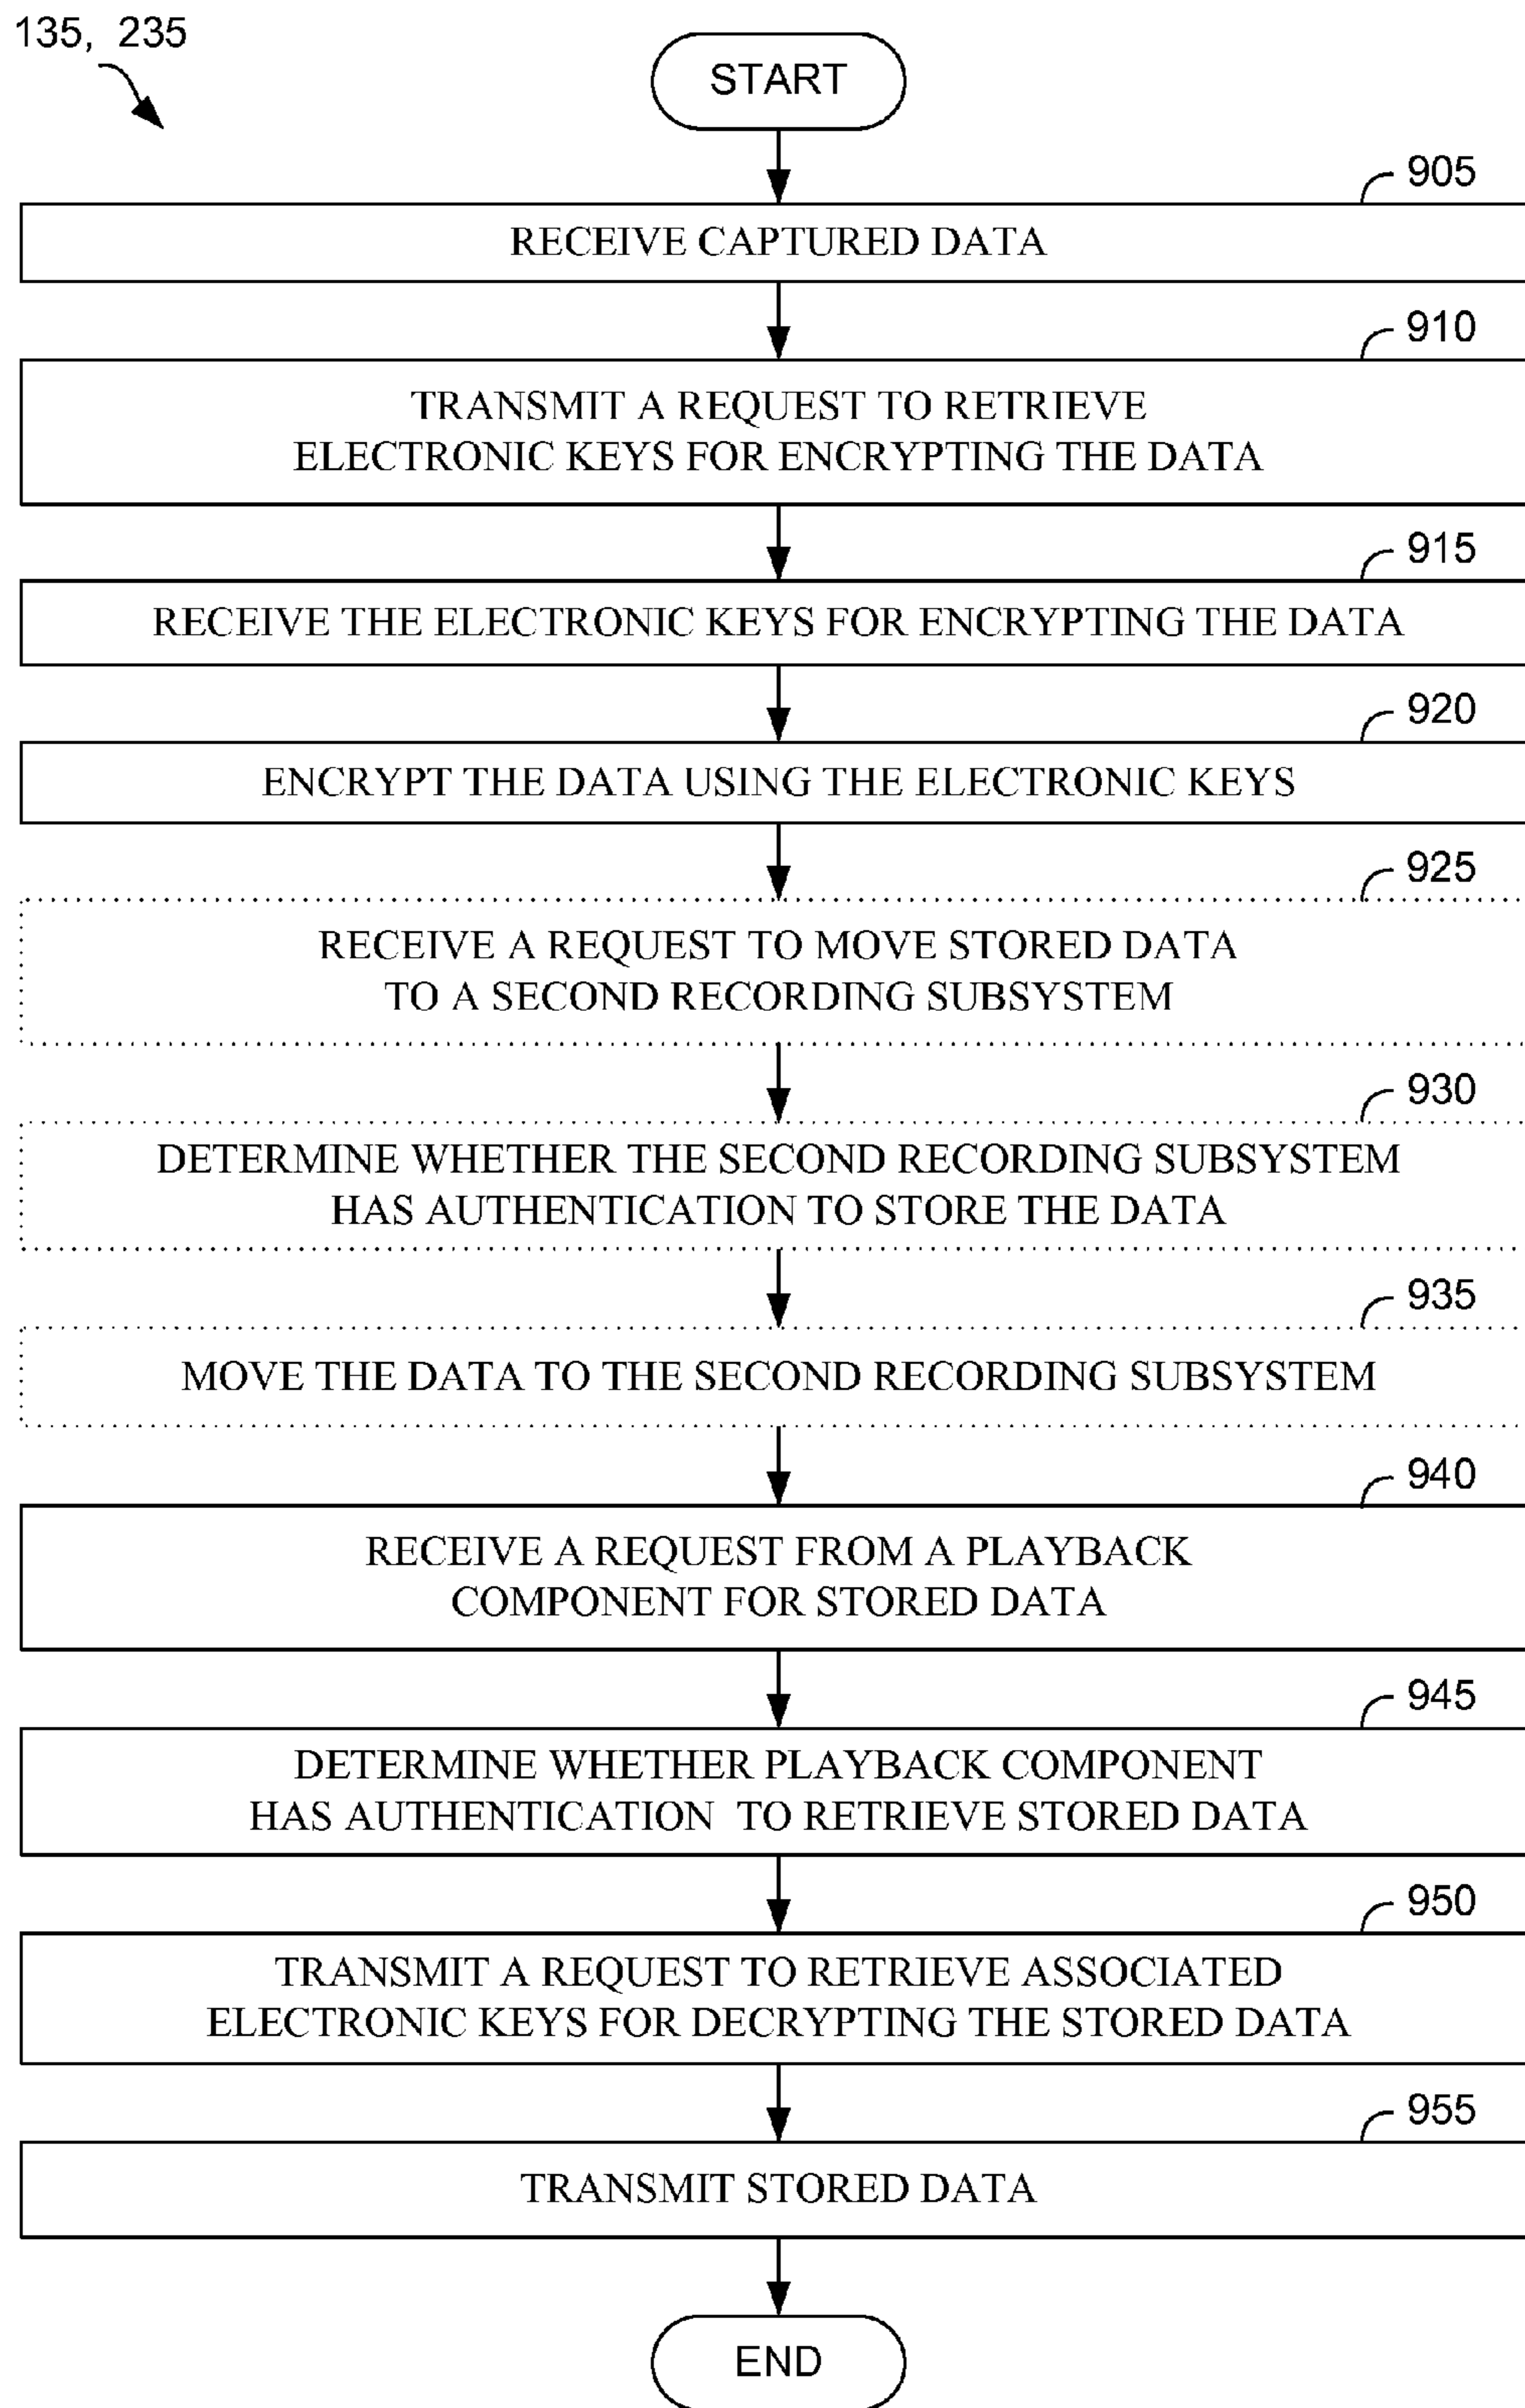 135, 235
START
905
RECEIVE CAPTURED DATA
910
TRANSMIT A REQUEST TO RETRIEVE
ELECTRONIC KEYS FOR ENCRYPTING THE DATA
915
RECEIVE THE ELECTRONIC KEYS FOR ENCRYPTING THE DATA
920
ENCRYPT THE DATA USING THE ELECTRONIC KEYS
925
RECEIVE A REQUEST TO MOVE STORED DATA
TO A SECOND RECORDING SUBSYSTEM
930
DETERMINE WHETHER THE SECOND RECORDING SUBSYSTEM
HAS AUTHENTICATION TO STORE THE DATA
935
MOVE THE DATA TO THE SECOND RECORDING SUBSYSTEM
940
RECEIVE A REQUEST FROM A PLAYBACK
COMPONENT FOR STORED DATA
945
DETERMINE WHETHER PLAYBACK COMPONENT
HAS AUTHENTICATION TO RETRIEVE STORED DATA
950
TRANSMIT A REQUEST TO RETRIEVE ASSOCIATED
ELECTRONIC KEYS FOR DECRYPTING THE STORED DATA
955
TRANSMIT STORED DATA
END